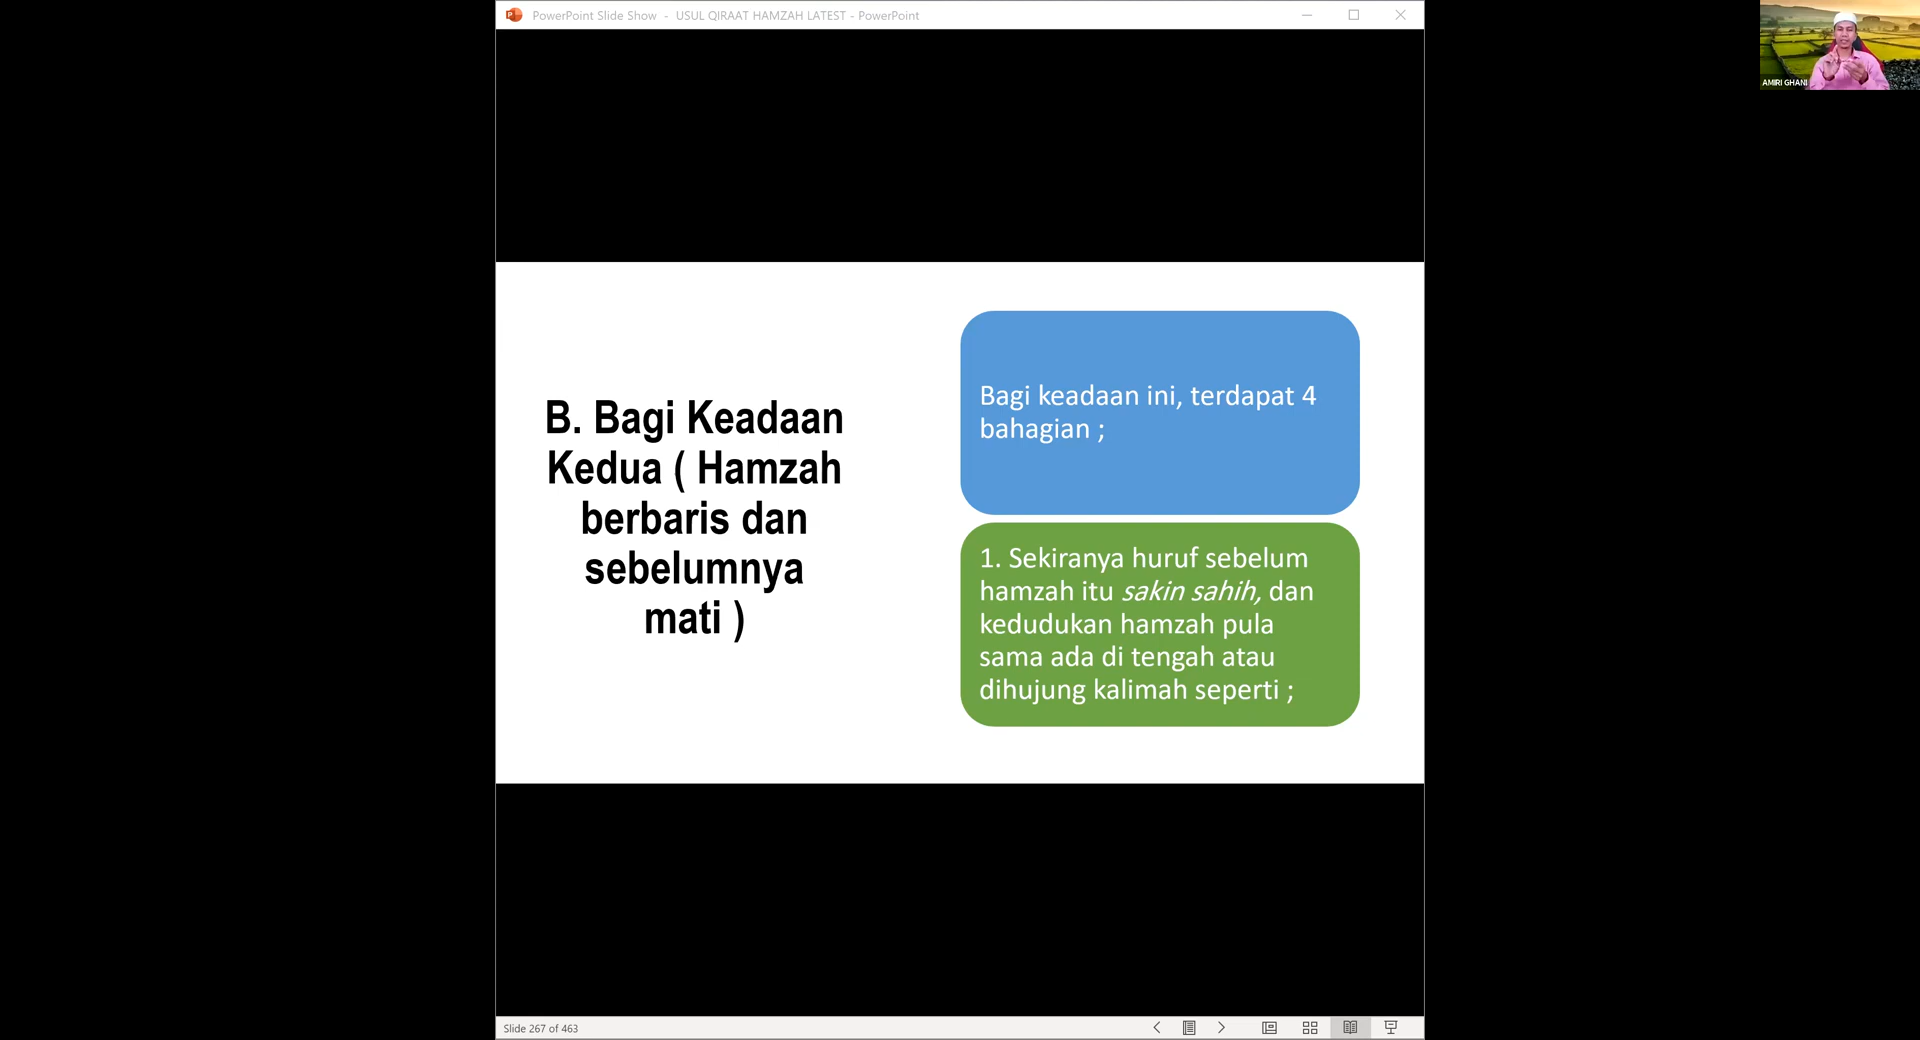 PowerPoint Slide Show - USUL QIRAAT HAMZAH LATEST - PowerPoint
AMIRI GHANI
B. Bagi Keadaan
Kedua ( Hamzah
berbaris dan
sebelumnya
mati )
Bagi keadaan ini, terdapat 4
bahagian ;
1. Sekiranya huruf sebelum
hamzah itu sakin sahih, dan
kedudukan hamzah pula
sama ada di tengah atau
dihujung kalimah seperti ;
Slide 267 of 463